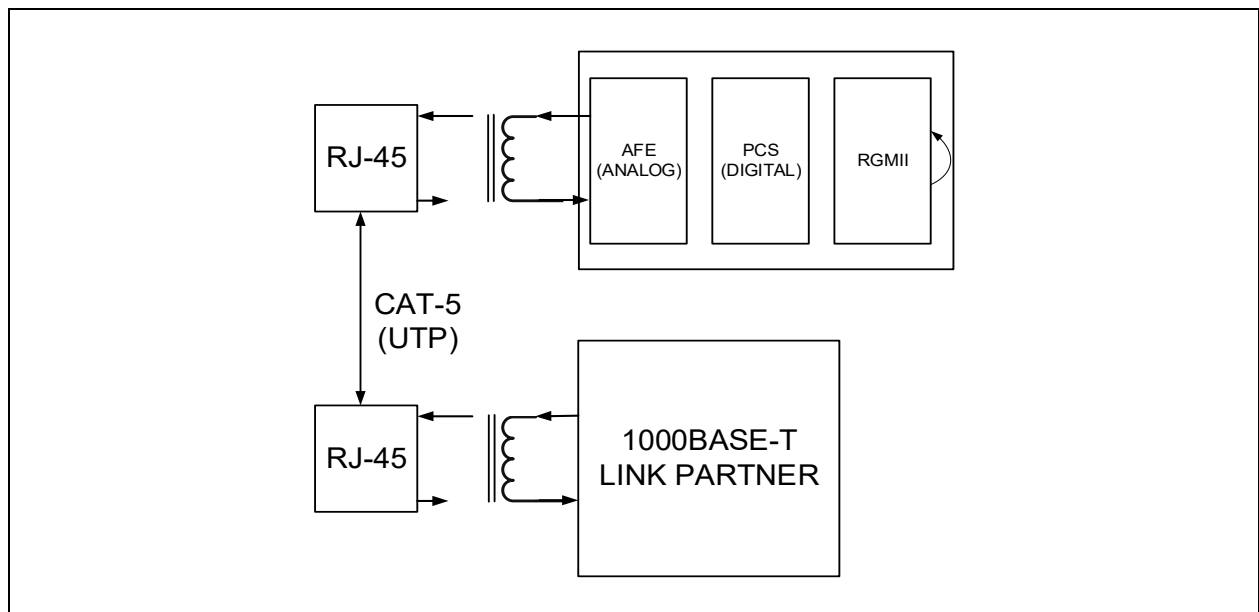 RJ-45
AFE
(ANALOG)
PCS
(DIGITAL)
RGMII
CAT-5
(UTP)
RJ-45
1000BASE-T
LINK PARTNER